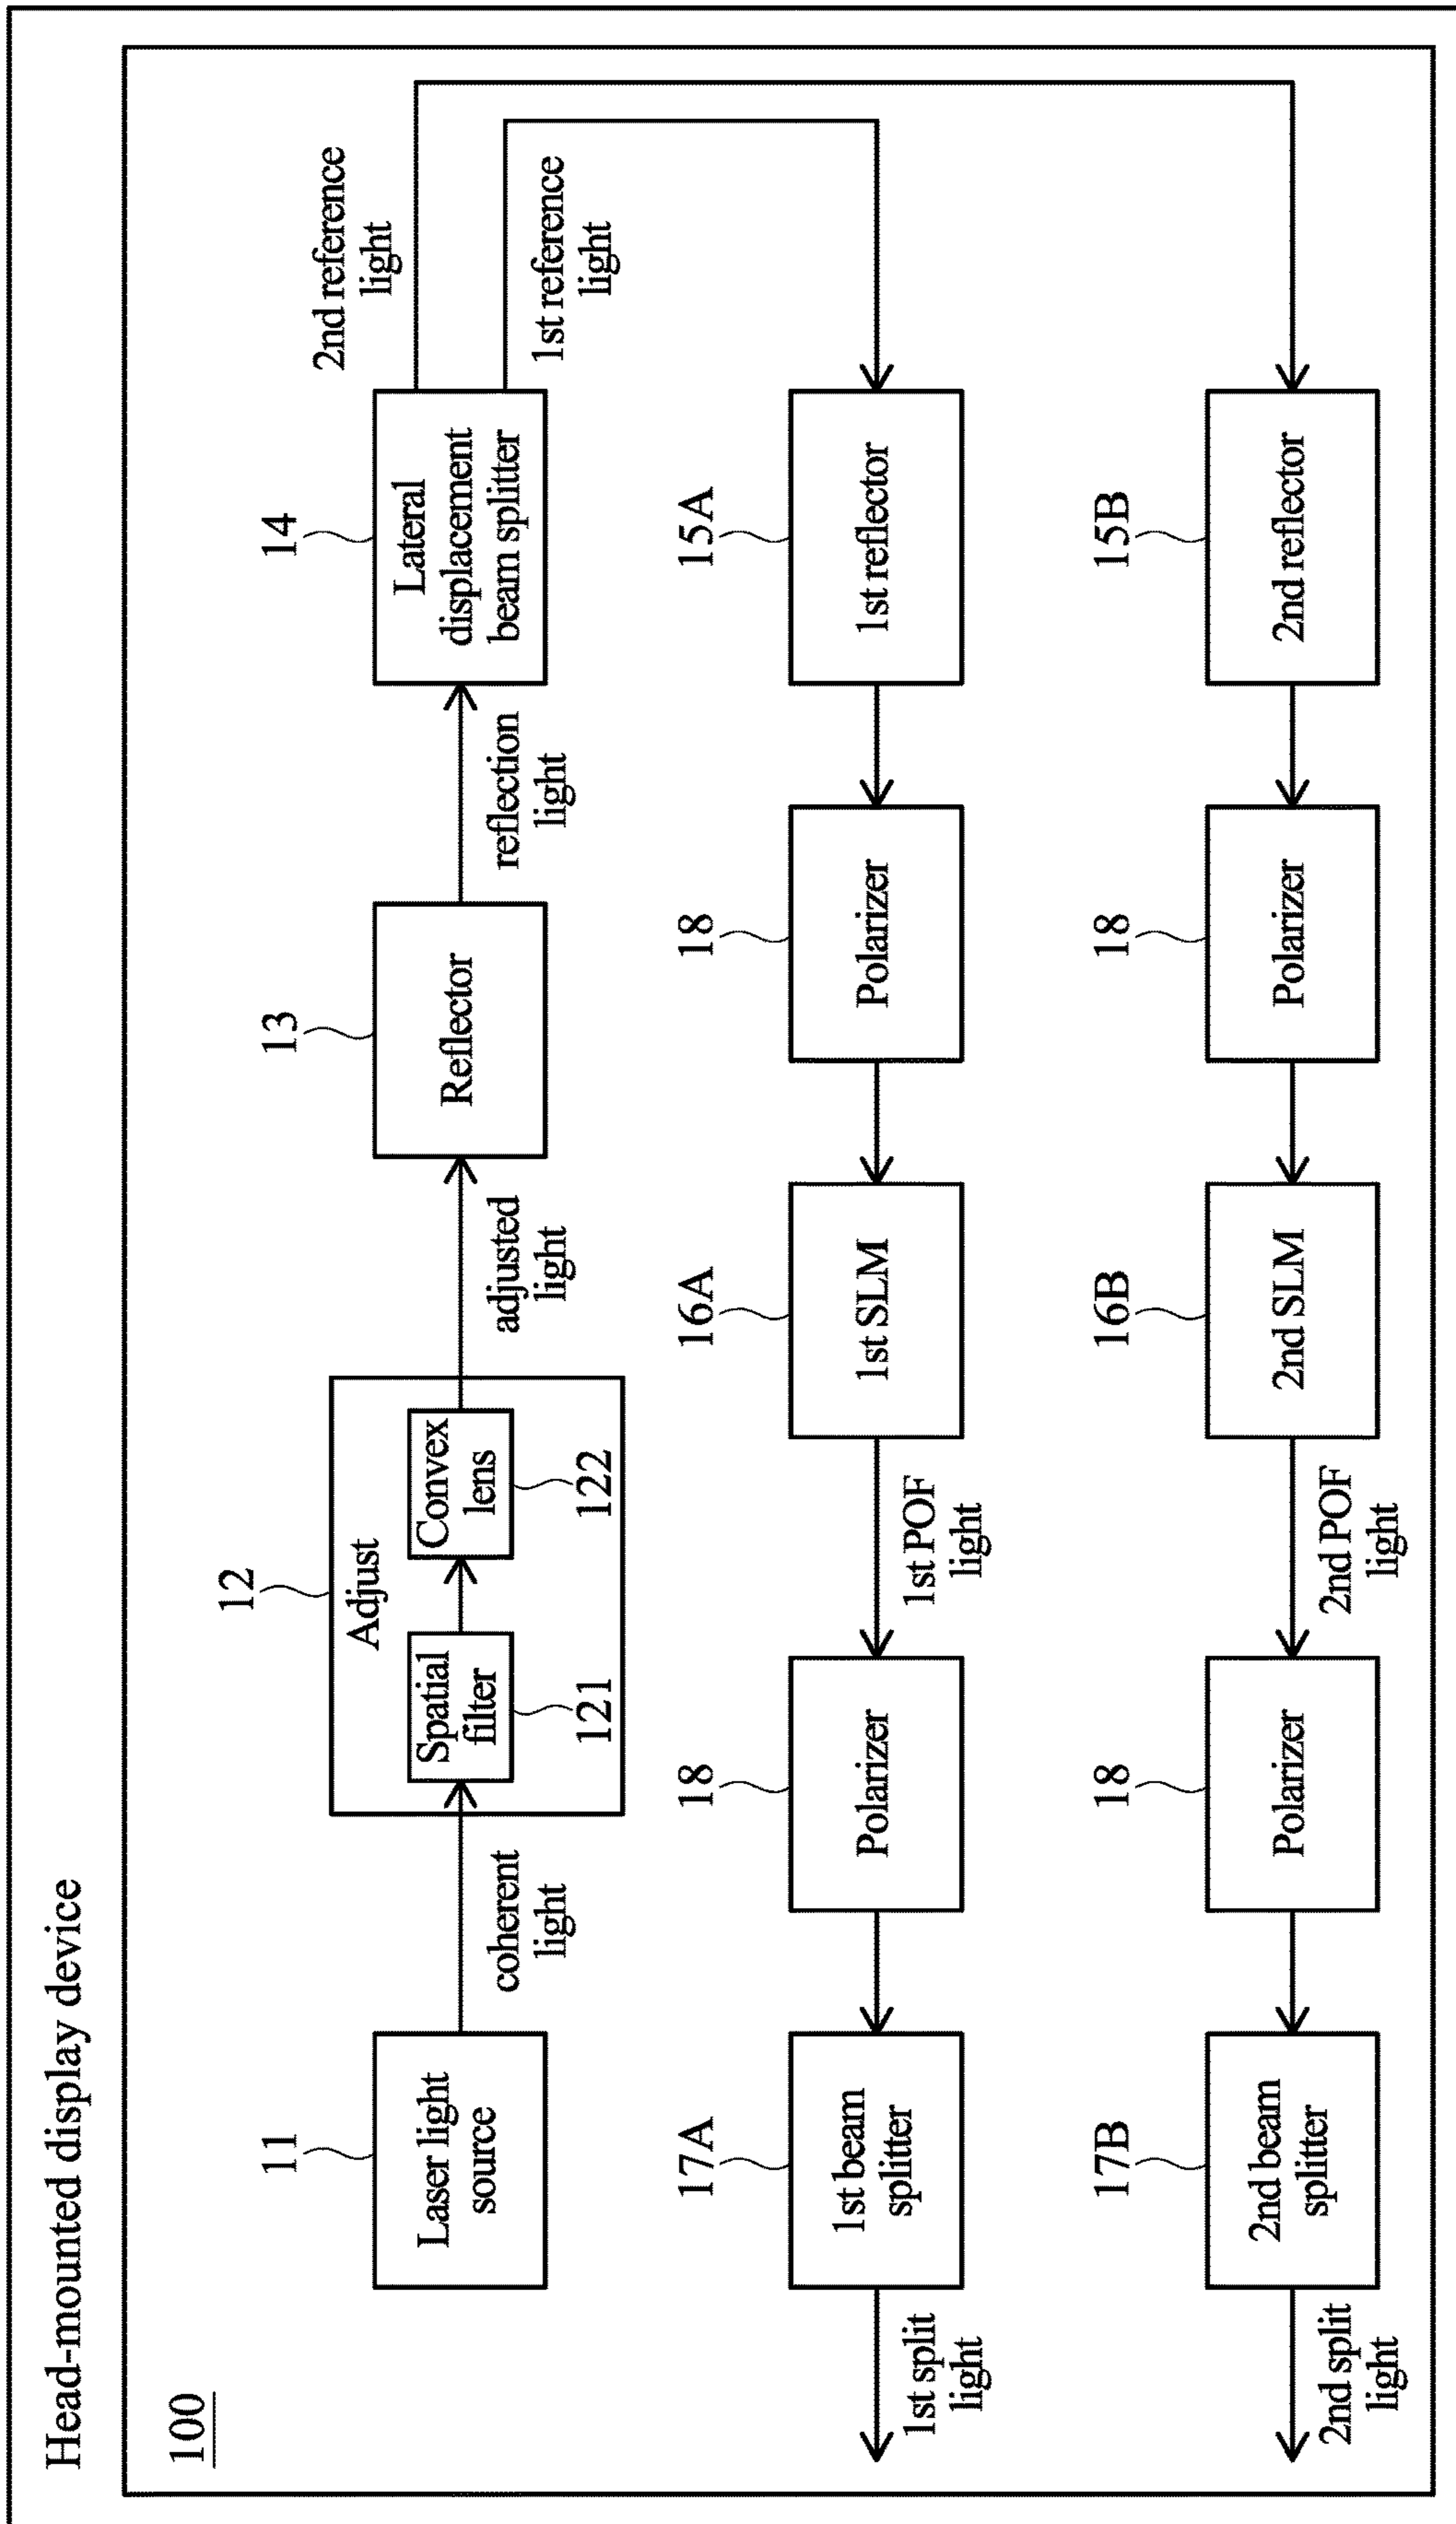 Head-mounted display device
100
11
Laser light
source
coherent
light
12
Adjust
Spatial
filter
121
Convex
lens
122
adjusted
light
13
Reflector
reflection
light
14
Lateral
displacement
beam splitter
2nd reference
light
1st reference
light
15A
1st reflector
18
Polarizer
16A
1st SLM
1st POF
light
18
Polarizer
17A
1st beam
splitter
1st split
light
15B
2nd reflector
18
Polarizer
16B
2nd SLM
2nd POF
light
18
Polarizer
17B
2nd beam
splitter
2nd split
light